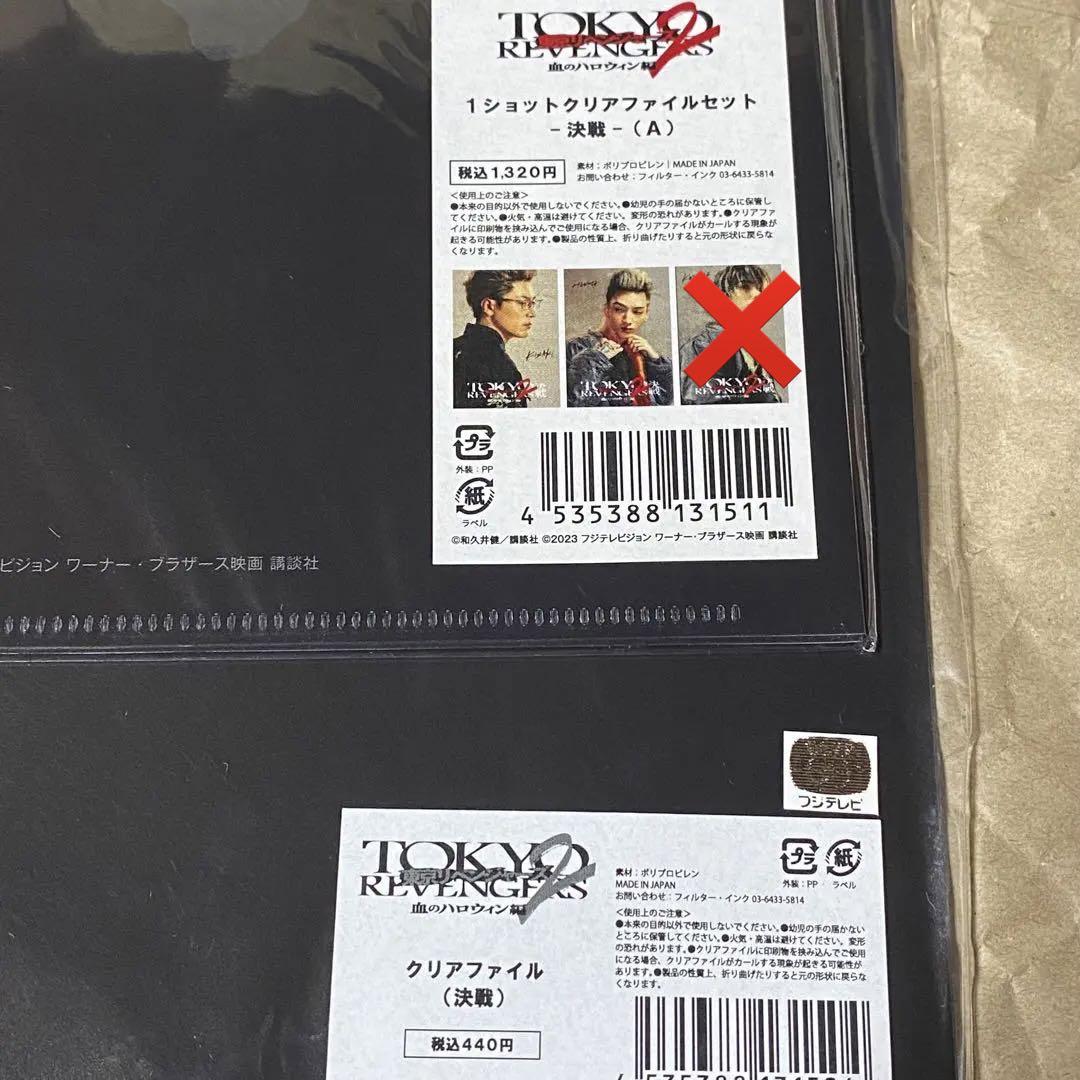 TOKYO 2
東京リベンジャーズ
REVENGERS
血のハロウィン編
1ショットクリアファイルセット
-決戦-（A）
税込1,320円
素材：ポリプロピレン｜MADE IN JAPAN
お問い合わせ：フィルター・インク 03-6433-5814
＜使用上のご注意＞
●本来の目的以外で使用しないでください。●幼児の手の届かないところに保管し
てください。●火気・高温は避けてください。変形の恐れがあります。●クリアファ
イルに印刷物を挟み込んでご使用になる場合、クリアファイルがカールする現象が
起きる可能性があります。●製品の性質上、折り曲げたりすると元の形状に戻らな
くなります。
TOKYO 2 決戦
REVENGERS
TOKYO 2 決戦
REVENGERS
TOKYO 2 決戦
REVENGERS
プラ
外装：PP
紙
ラベル
4 535388 131511
©和久井健／講談社 ©2023 フジテレビジョン ワーナー・ブラザース映画 講談社
ビジョン ワーナー・ブラザース映画 講談社
フジテレビ
TOKYO 2
東京リベンジャーズ
REVENGERS
血のハロウィン編
クリアファイル
（決戦）
税込440円
素材：ポリプロピレン
MADE IN JAPAN
お問い合わせ：フィルター・インク 03-6433-5814
プラ 紙
外装：PP ラベル
＜使用上のご注意＞
●本来の目的以外で使用しないでください。●幼児の手の届かない
ところに保管してください。●火気・高温は避けてください。変形
の恐れがあります。●クリアファイルに印刷物を挟み込んでご使用
になる場合、クリアファイルがカールする現象が起きる可能性が
あります。●製品の性質上、折り曲げたりすると元の形状に戻らな
くなります。